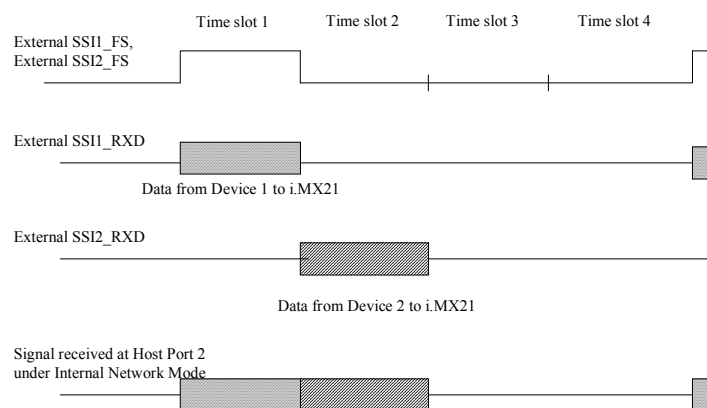 Time slot 1 Time slot 2 Time slot 3 Time slot 4
External SSI1_FS,
External SSI2_FS
External SSI1_RXD
Data from Device 1 to i.MX21
External SSI2_RXD
Data from Device 2 to i.MX21
Signal received at Host Port 2
under Internal Network Mode